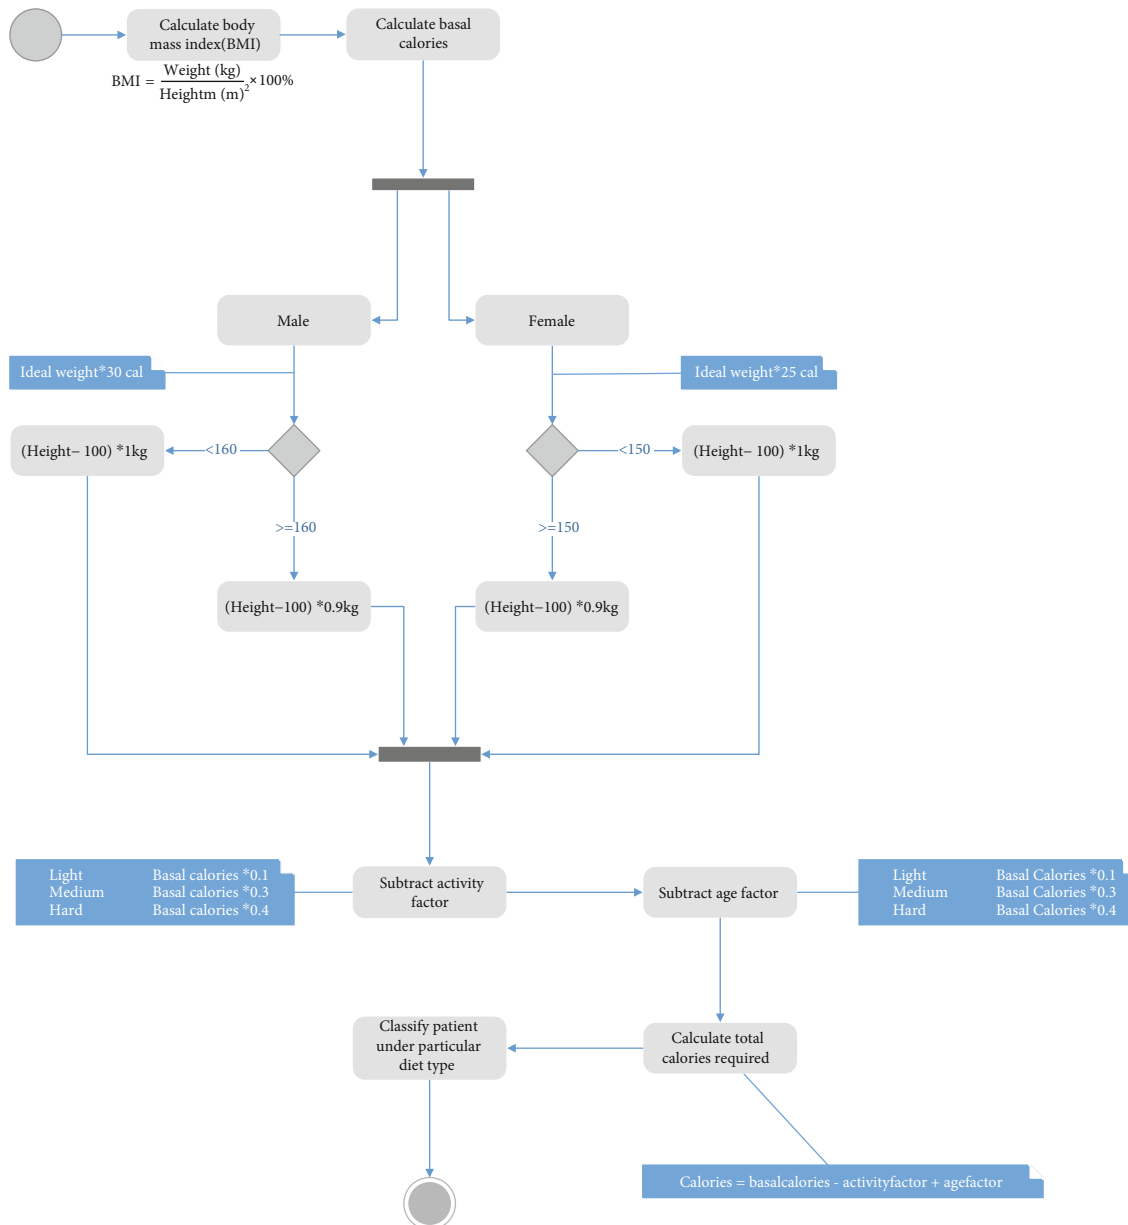 Calculate body
mass index(BMI)
Calculate basal
calories
BMI = Weight (kg) / Heightm (m)² ×100%
Male
Female
Ideal weight*30 cal
Ideal weight*25 cal
(Height− 100) *1kg
<160
<150
(Height− 100) *1kg
>=160
>=150
(Height−100) *0.9kg
(Height−100) *0.9kg
Light Basal calories *0.1
Medium Basal calories *0.3
Hard Basal calories *0.4
Subtract activity
factor
Subtract age factor
Light Basal Calories *0.1
Medium Basal Calories *0.3
Hard Basal Calories *0.4
Classify patient
under particular
diet type
Calculate total
calories required
Calories = basalcalories - activityfactor + agefactor